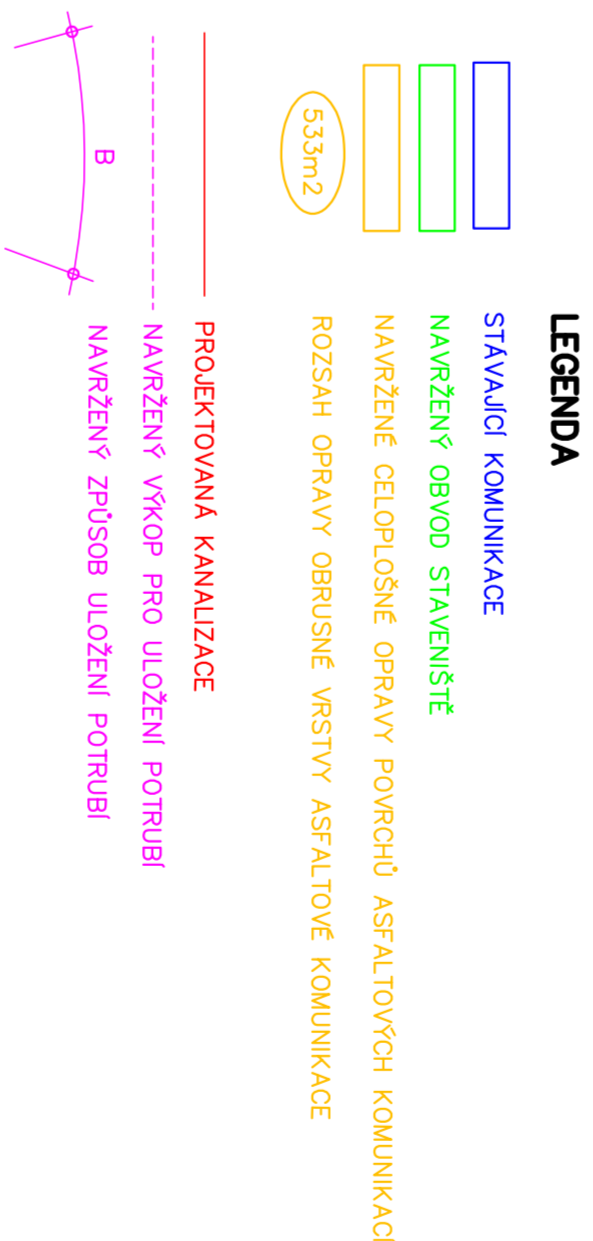 LEGENDA
STÁVAJÍCÍ KOMUNIKACE
NAVRŽENÝ OBVOD STAVENIŠTĚ
NAVRŽENÉ CELOPLOŠNÉ OPRAVY POVRCHŮ ASFALTOVÝCH KOMUNIKACÍ
533m2 ROZSAH OPRAVY OBRUSNÉ VRSTVY ASFALTOVÉ KOMUNIKACE
PROJEKTOVANÁ KANALIZACE
NAVRŽENÝ VÝKOP PRO ULOŽENÍ POTRUBÍ
B NAVRŽENÝ ZPŮSOB ULOŽENÍ POTRUBÍ